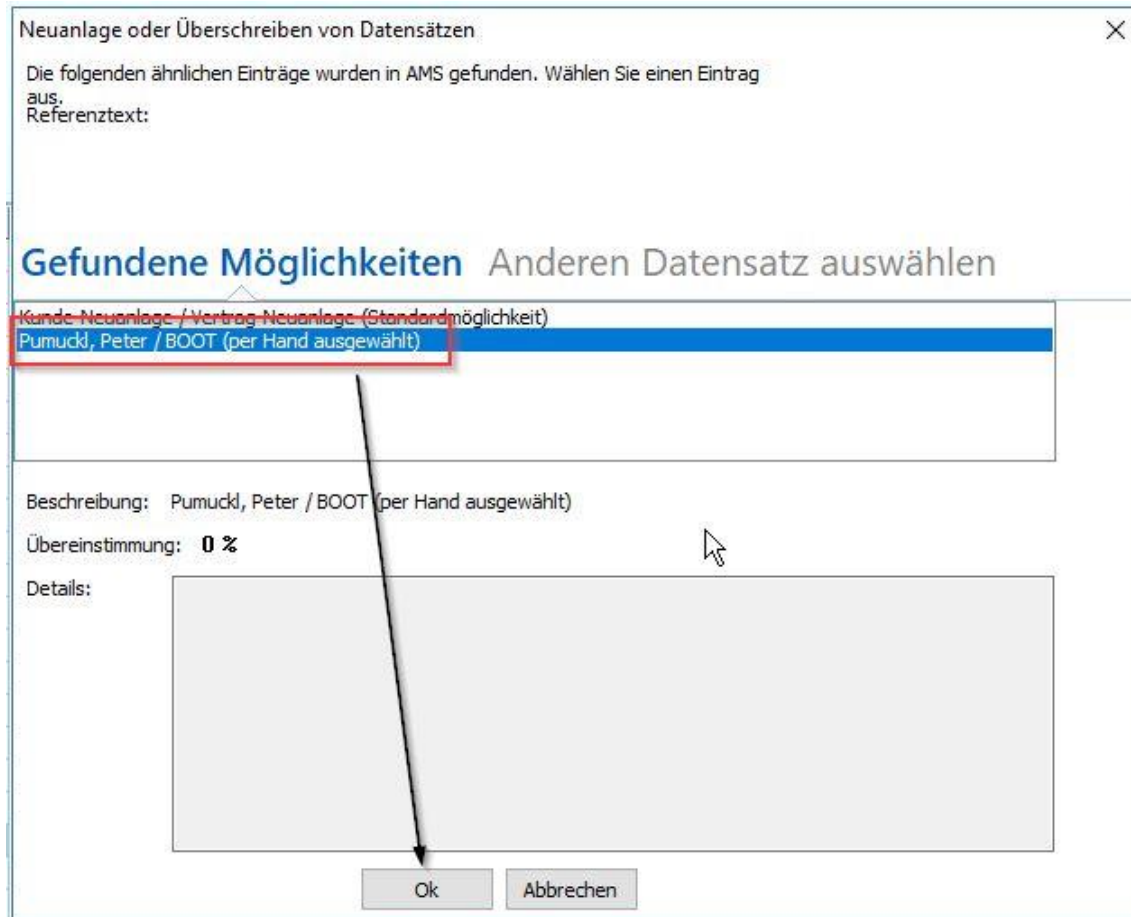 Neuanlage oder Überschreiben von Datensätzen
Die folgenden ähnlichen Einträge wurden in AMS gefunden. Wählen Sie einen Eintrag
aus.
Referenztext:
Gefundene Möglichkeiten Anderen Datensatz auswählen
Kunde Neuanlage / Vertrag Neuanlage (Standardmöglichkeit)
Pumuckl, Peter / BOOT (per Hand ausgewählt)
Beschreibung: Pumuckl, Peter / BOOT (per Hand ausgewählt)
Übereinstimmung: 0 %
Details:
Ok Abbrechen